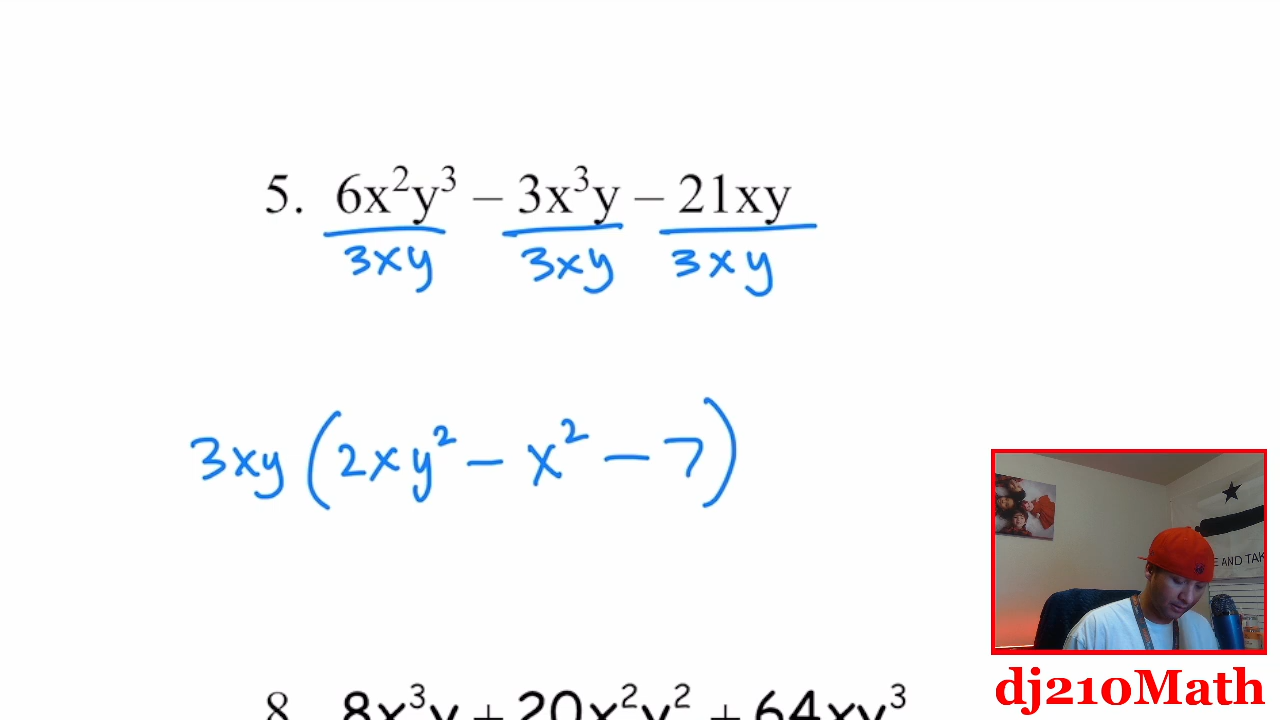 5. 6x²y³ – 3x³y – 21xy
3xy 3xy 3xy
3xy (2xy² – x² – 7)
E AND TAK
dj210Math
8 8x³y + 20x²y² + 64xy³